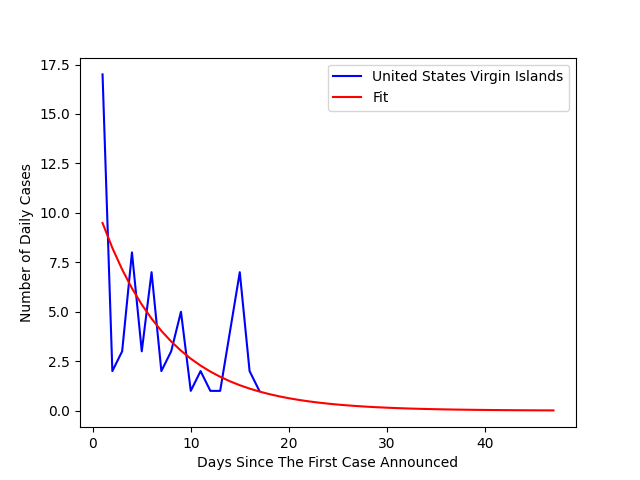 United States Virgin Islands
Fit
17.5
15.0
12.5
10.0
7.5
5.0
2.5
0.0
Number of Daily Cases
0 10 20 30 40
Days Since The First Case Announced